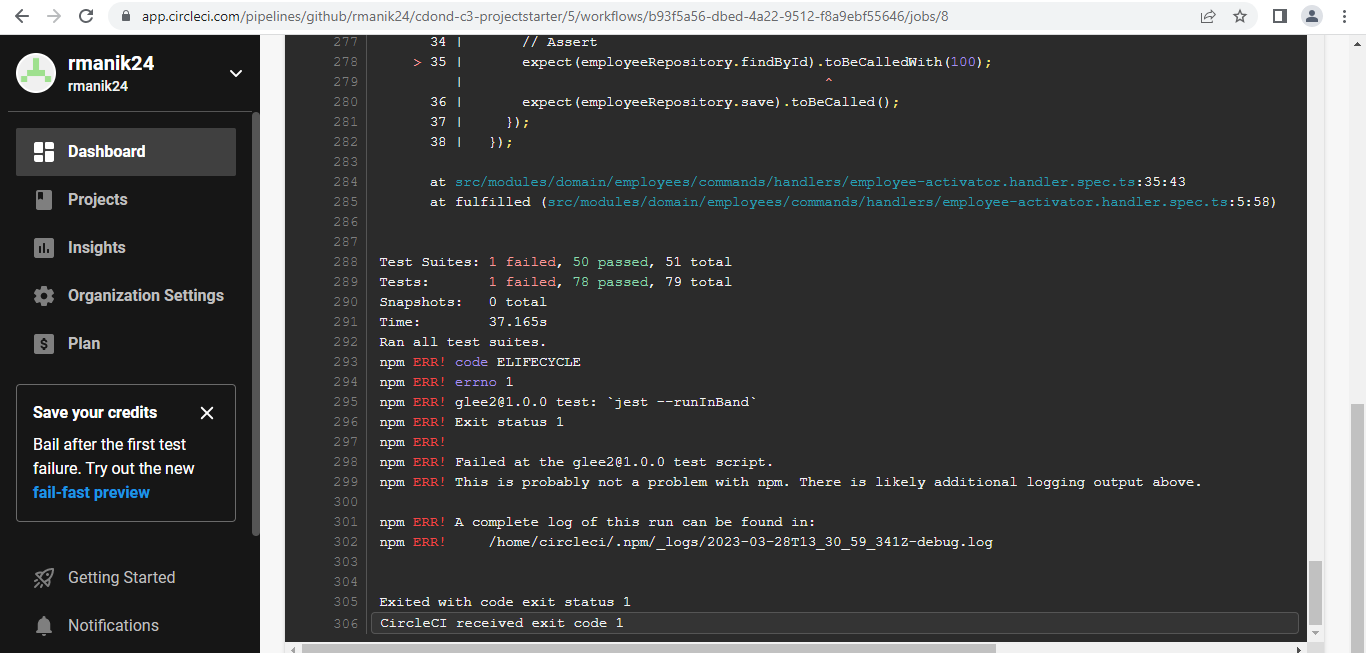 app.circleci.com/pipelines/github/rmanik24/cdond-c3-projectstarter/5/workflows/b93f5a56-dbed-4a22-9512-f8a9ebf55646/jobs/8
rmanik24
rmanik24
Dashboard
Projects
Insights
Organization Settings
Plan
Save your credits
Bail after the first test
failure. Try out the new
fail-fast preview
Getting Started
Notifications
277 34 | // Assert
278 > 35 | expect(employeeRepository.findById).toBeCalledWith(100);
279 | ^
280 36 | expect(employeeRepository.save).toBeCalled();
281 37 | });
282 38 | });
283
284 at src/modules/domain/employees/commands/handlers/employee-activator.handler.spec.ts:35:43
285 at fulfilled (src/modules/domain/employees/commands/handlers/employee-activator.handler.spec.ts:5:58)
286
287
288 Test Suites: 1 failed, 50 passed, 51 total
289 Tests: 1 failed, 78 passed, 79 total
290 Snapshots: 0 total
291 Time: 37.165s
292 Ran all test suites.
293 npm ERR! code ELIFECYCLE
294 npm ERR! errno 1
295 npm ERR! glee2@1.0.0 test: `jest --runInBand`
296 npm ERR! Exit status 1
297 npm ERR!
298 npm ERR! Failed at the glee2@1.0.0 test script.
299 npm ERR! This is probably not a problem with npm. There is likely additional logging output above.
300
301 npm ERR! A complete log of this run can be found in:
302 npm ERR! /home/circleci/.npm/_logs/2023-03-28T13_30_59_341Z-debug.log
303
304
305 Exited with code exit status 1
306 CircleCI received exit code 1